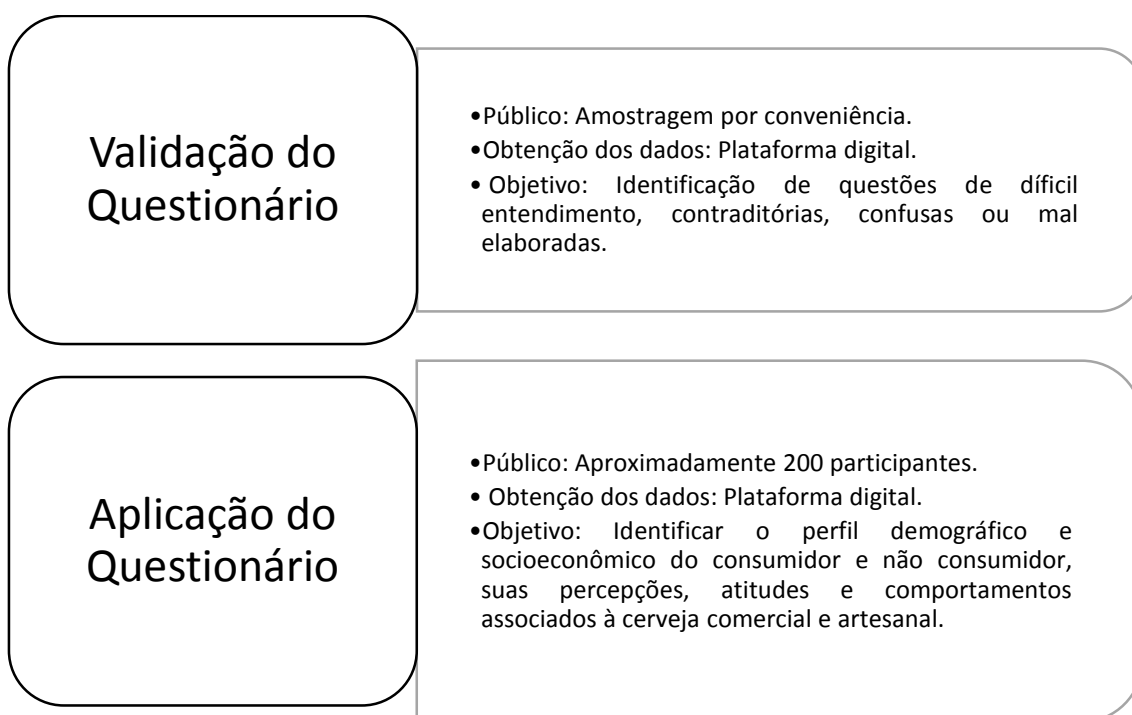 Validação do
Questionário
•Público: Amostragem por conveniência.
•Obtenção dos dados: Plataforma digital.
• Objetivo: Identificação de questões de díficil
entendimento, contraditórias, confusas ou mal
elaboradas.
Aplicação do
Questionário
•Público: Aproximadamente 200 participantes.
• Obtenção dos dados: Plataforma digital.
•Objetivo: Identificar o perfil demográfico e
socioeconômico do consumidor e não consumidor,
suas percepções, atitudes e comportamentos
associados à cerveja comercial e artesanal.